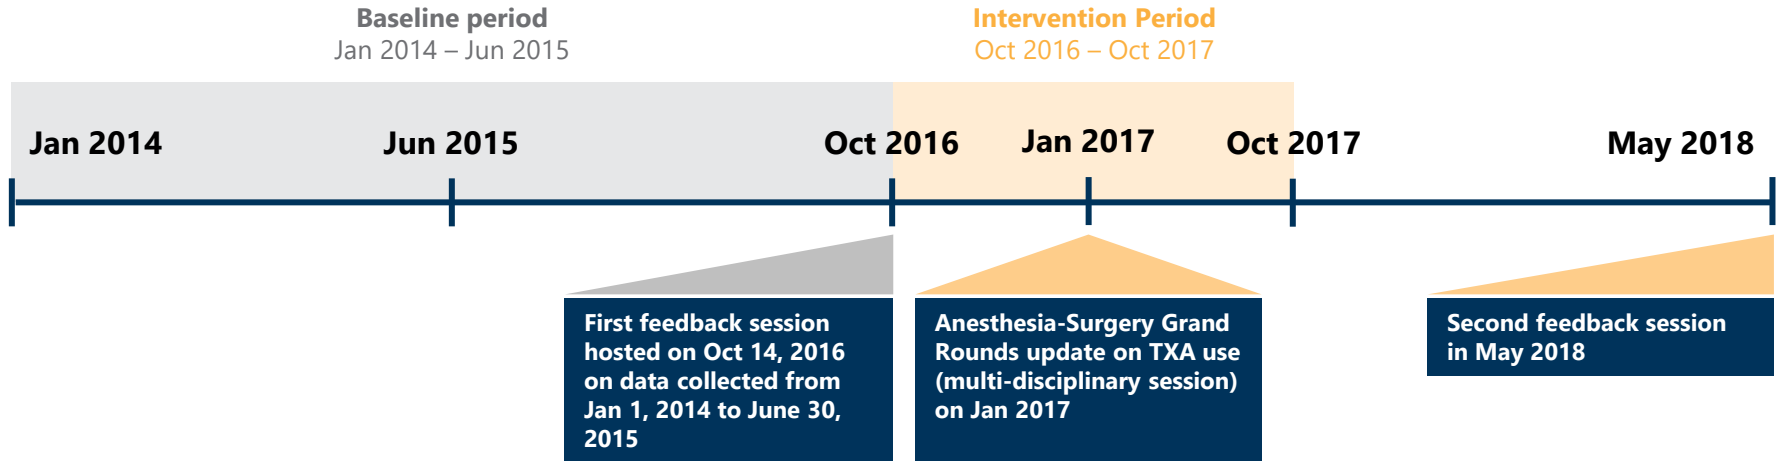 Baseline period
Jan 2014 – Jun 2015
Intervention Period
Oct 2016 – Oct 2017
Jan 2014
Jun 2015
Oct 2016
Jan 2017
Oct 2017
May 2018
First feedback session
hosted on Oct 14, 2016
on data collected from
Jan 1, 2014 to June 30,
2015
Anesthesia-Surgery Grand
Rounds update on TXA use
(multi-disciplinary session)
on Jan 2017
Second feedback session
in May 2018